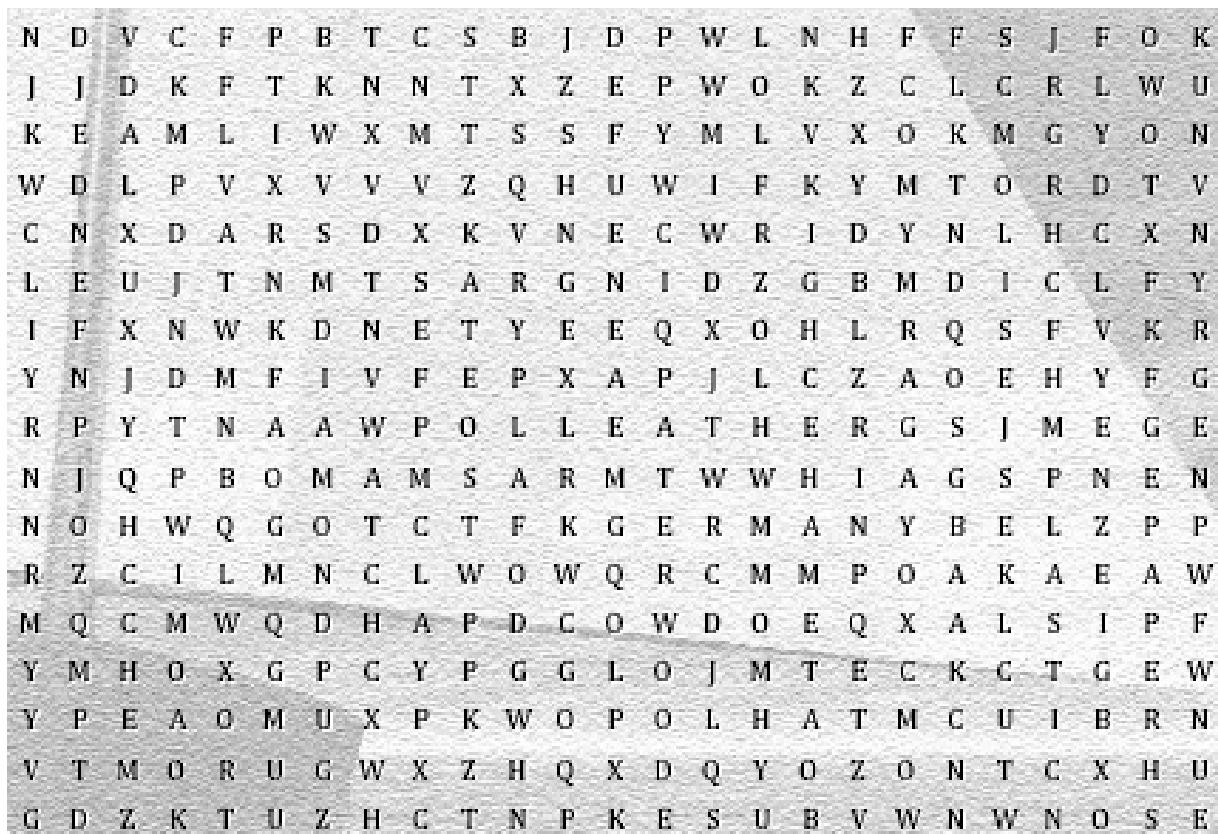 N D V C F P B T C S B J D P W L N H F F S J F O K
J J D K F T K N N T X Z E P W O K Z C L C R L W U
K E A M L I W X M T S S F Y M L V X O K M G Y O N
W D L P V X V V V Z Q H U W I F K Y M T O R D T V
C N X D A R S D X K V N E C W R I D Y N L H C X N
L E U J T N M T S A R G N I D Z G B M D I C L F Y
I F X N W K D N E T Y E E Q X O H L R Q S F V K R
Y N J D M F I V F E P X A P J L C Z A O E H Y F G
R P Y T N A A W P O L L E A T H E R G S J M E G E
N J Q P B O M A M S A R M T W W H I A G S P N E N
N O H W Q G O T C T F K G E R M A N Y B E L Z P P
R Z C I L M N C L W O W Q R C M M P O A K A E A W
M Q C M W Q D H A P D C O W D O E Q X A L S I P F
Y M H O X G P C Y P G G L O J M T E C K C T G E W
Y P E A O M U X P K W O P O L H A T M C U I B R N
V T M O R U G W X Z H Q X D Q Y O Z O N T C X H U
G D Z K T U Z H C T N P K E S U B V W N W N O S E